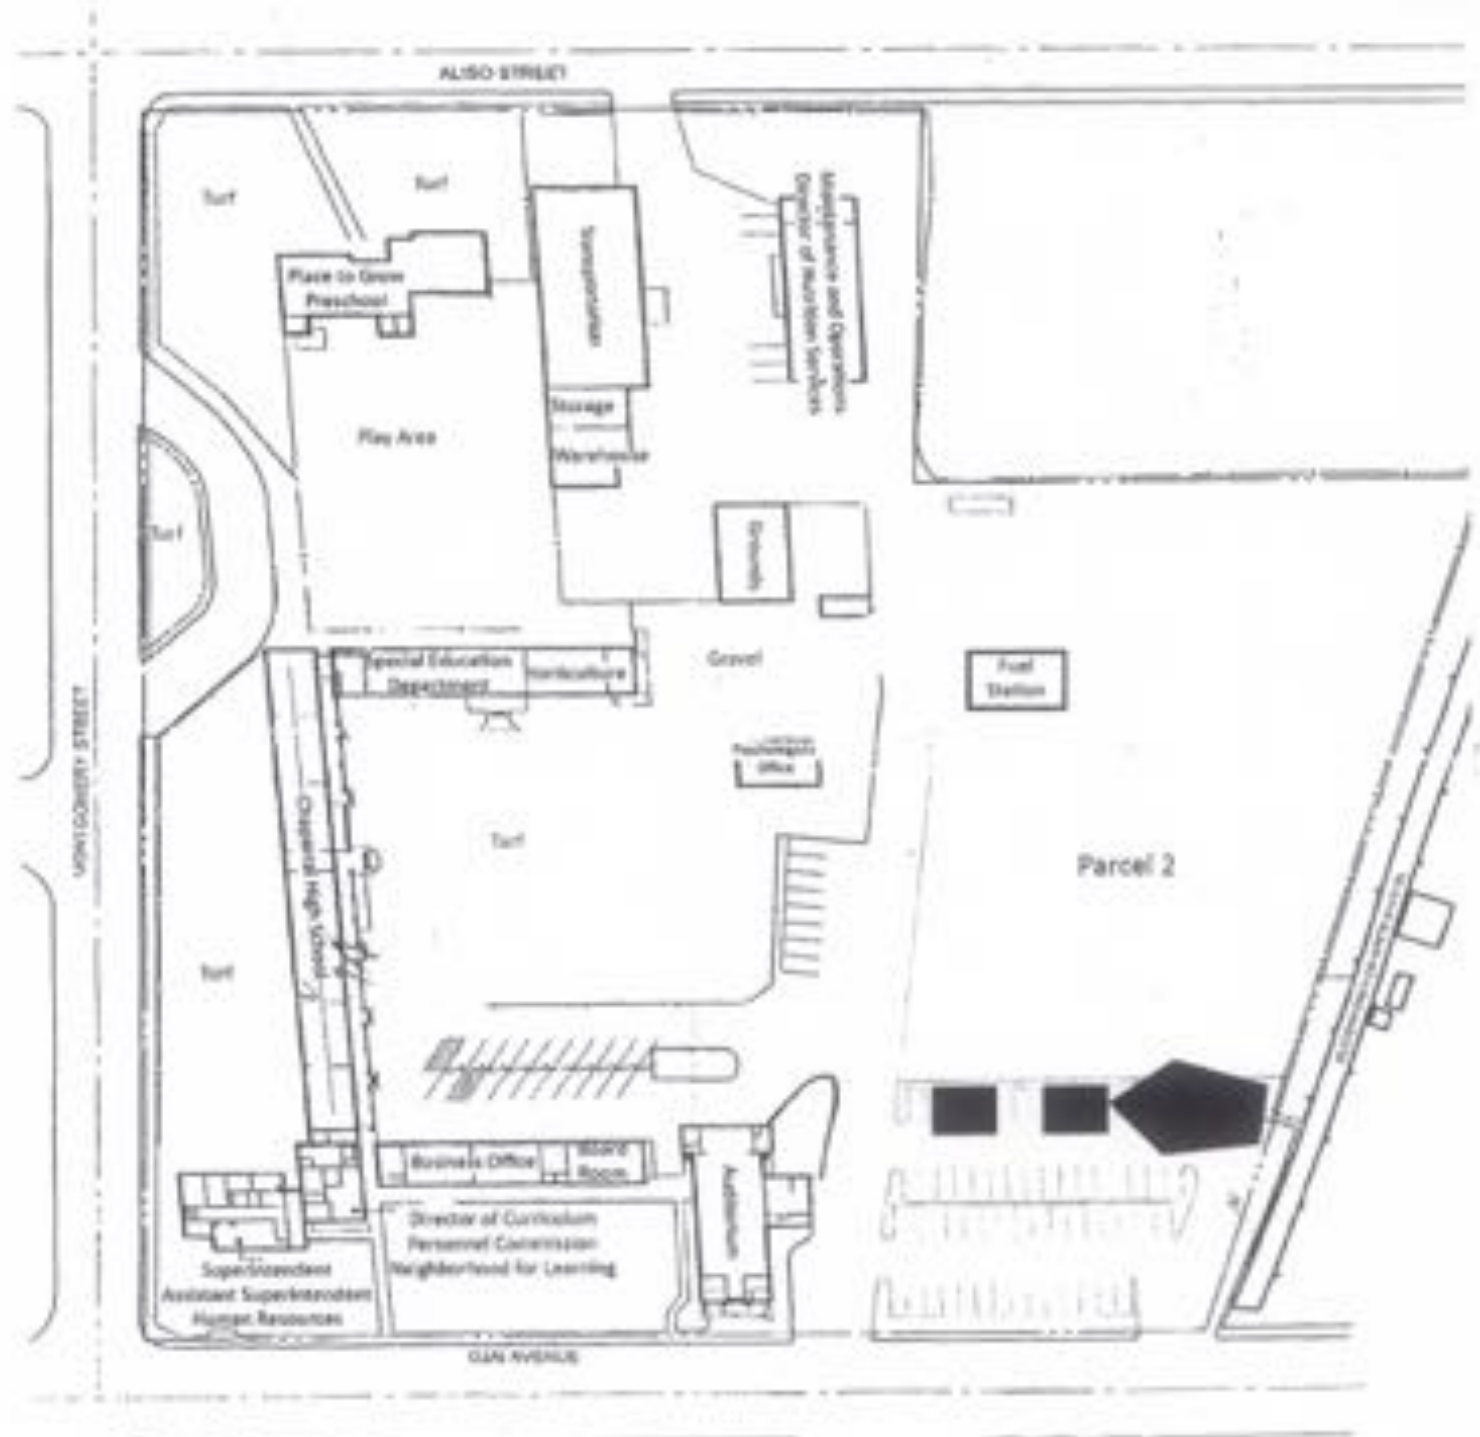 ALISO STREET
Turf
Turf
Maintenance and Operations
Director of Nutrition Services
Transportation
Place to Grow
Preschool
Storage
Play Area
Warehouse
Turf
Grounds
Special Education
Department
Horticulture
Gravel
Fuel
Station
MONTGOMERY STREET
Office
Chaparral High School
Turf
Parcel 2
Turf
Business Office
Board
Room
Auditorium
Director of Curriculum
Personnel Commission
Neighborhood for Learning
Superintendent
Assistant Superintendent
Human Resources
OJAI AVENUE